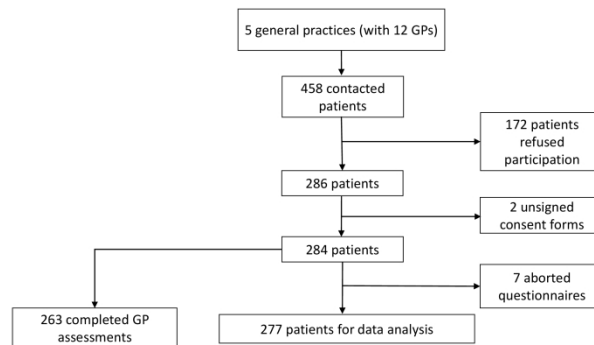 5 general practices (with 12 GPs)
458 contacted
patients
172 patients
refused
participation
286 patients
2 unsigned
consent forms
284 patients
7 aborted
questionnaires
263 completed GP
assessments
277 patients for data analysis